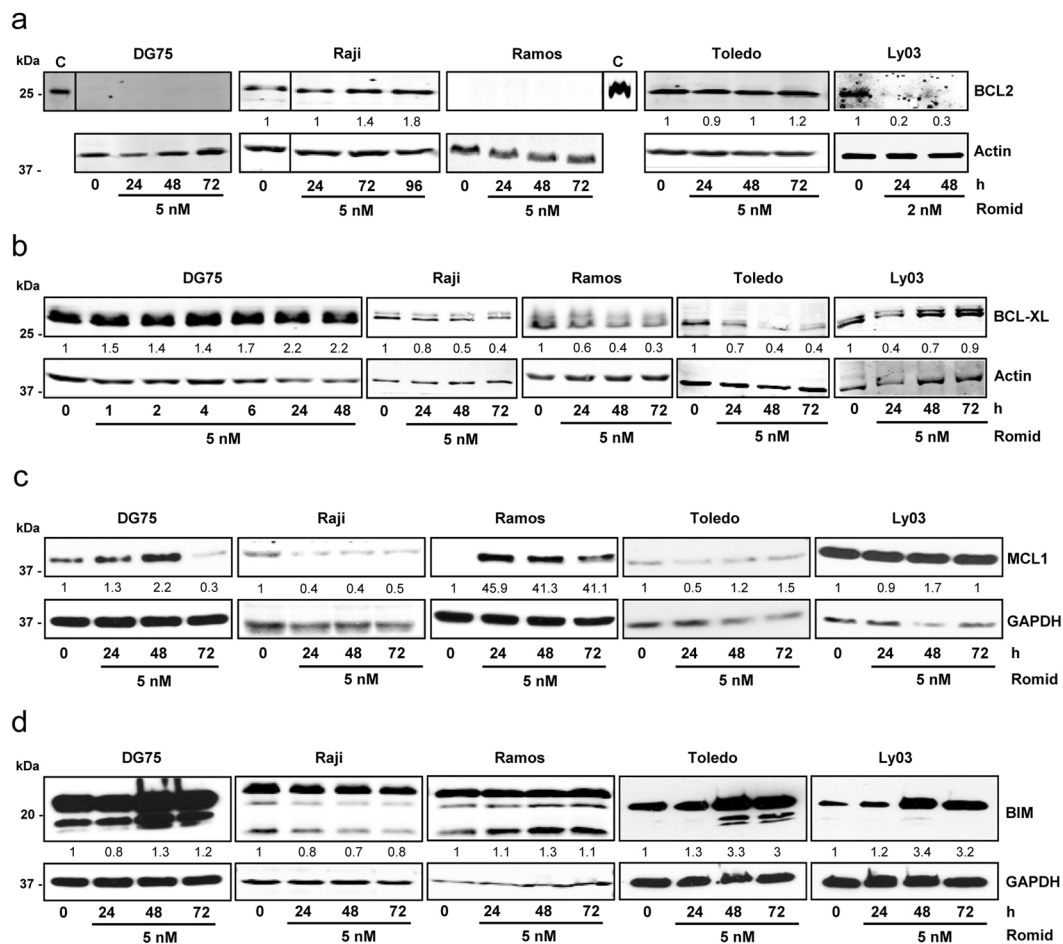 a
kDa C DG75 Raji Ramos C Toledo Ly03
25 - BCL2
1 1 1.4 1.8 1 0.9 1 1.2 1 0.2 0.3
37 - Actin
0 24 48 72 0 24 72 96 0 24 48 72 0 24 48 72 0 24 48 h
5 nM 5 nM 5 nM 5 nM 2 nM Romid
b
kDa DG75 Raji Ramos Toledo Ly03
25 - BCL-XL
1 1.5 1.4 1.4 1.7 2.2 2.2 1 0.8 0.5 0.4 1 0.6 0.4 0.3 1 0.7 0.4 0.4 1 0.4 0.7 0.9
37 - Actin
0 1 2 4 6 24 48 0 24 48 72 0 24 48 72 0 24 48 72 0 24 48 72 h
5 nM 5 nM 5 nM 5 nM 5 nM Romid
c
kDa DG75 Raji Ramos Toledo Ly03
37 - MCL1
1 1.3 2.2 0.3 1 0.4 0.4 0.5 1 45.9 41.3 41.1 1 0.5 1.2 1.5 1 0.9 1.7 1
37 - GAPDH
0 24 48 72 0 24 48 72 0 24 48 72 0 24 48 72 0 24 48 72 h
5 nM 5 nM 5 nM 5 nM 5 nM Romid
d
kDa DG75 Raji Ramos Toledo Ly03
20 - BIM
1 0.8 1.3 1.2 1 0.8 0.7 0.8 1 1.1 1.3 1.1 1 1.3 3.3 3 1 1.2 3.4 3.2
37 - GAPDH
0 24 48 72 0 24 48 72 0 24 48 72 0 24 48 72 0 24 48 72 h
5 nM 5 nM 5 nM 5 nM 5 nM Romid